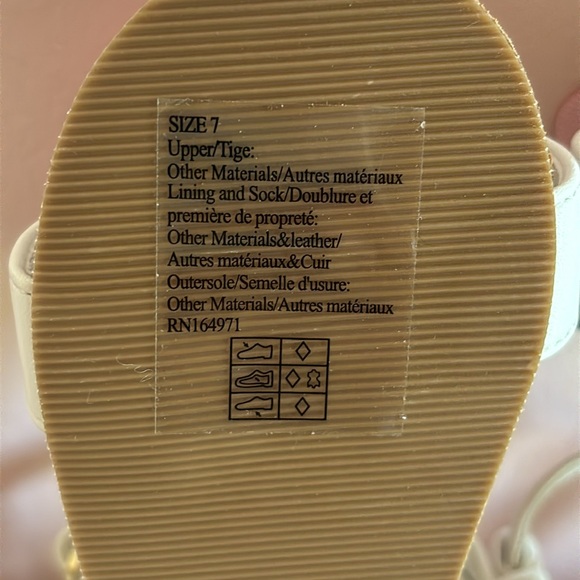 SIZE 7
Upper/Tige:
Other Materials/Autres matériaux
Lining and Sock/Doublure et
première de propreté:
Other Materials&leather/
Autres matériaux&Cuir
Outersole/Semelle d'usure:
Other Materials/Autres matériaux
RN164971